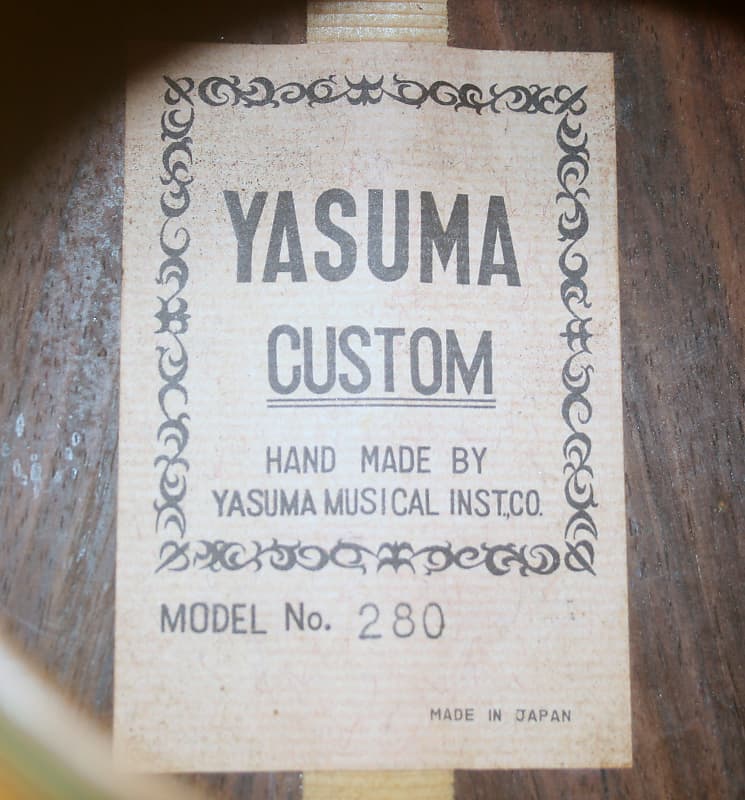 YASUMA
CUSTOM
HAND MADE BY
YASUMA MUSICAL INST,.CO.
MODEL No. 280
MADE IN JAPAN